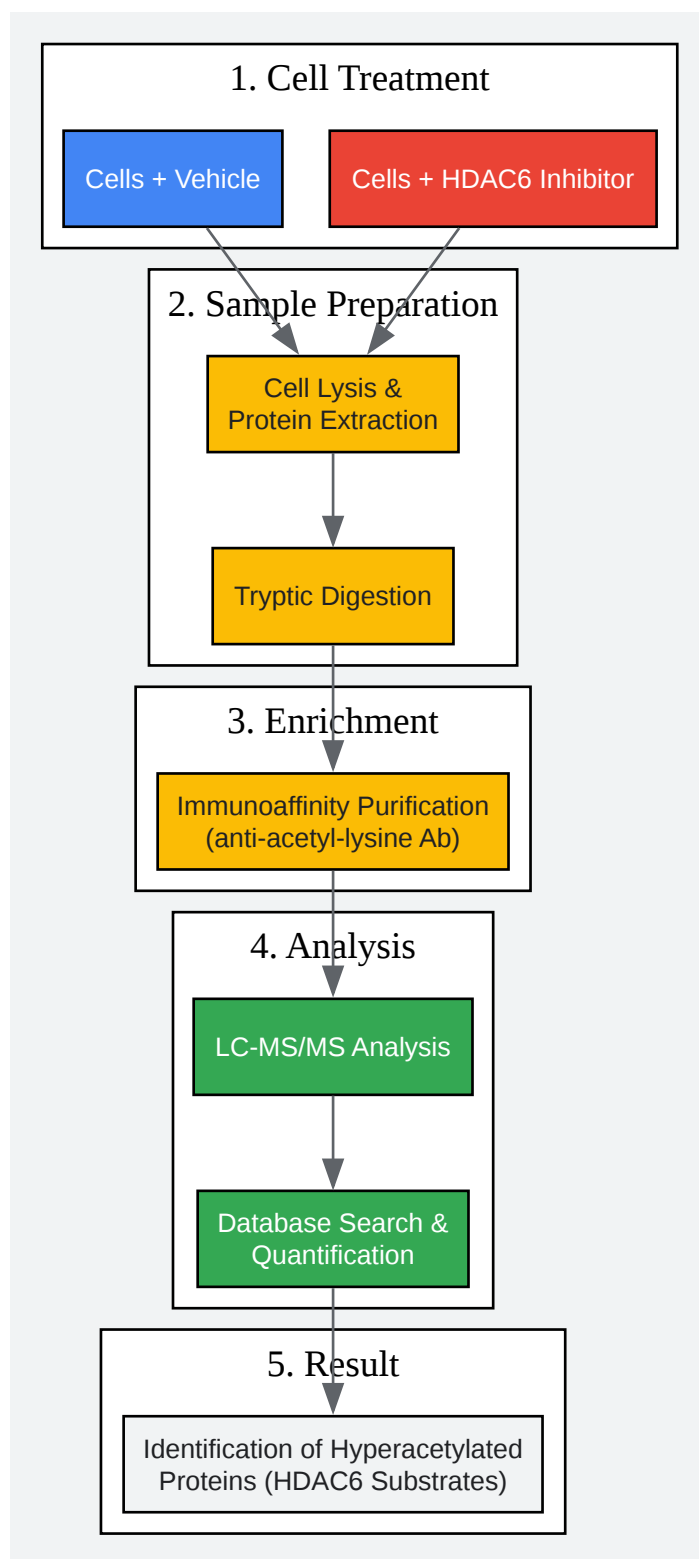 1. Cell Treatment
Cells + Vehicle
Cells + HDAC6 Inhibitor
2. Sample Preparation
Cell Lysis &
Protein Extraction
Tryptic Digestion
3. Enrichment
Immunoaffinity Purification
(anti-acetyl-lysine Ab)
4. Analysis
LC-MS/MS Analysis
Database Search &
Quantification
5. Result
Identification of Hyperacetylated
Proteins (HDAC6 Substrates)